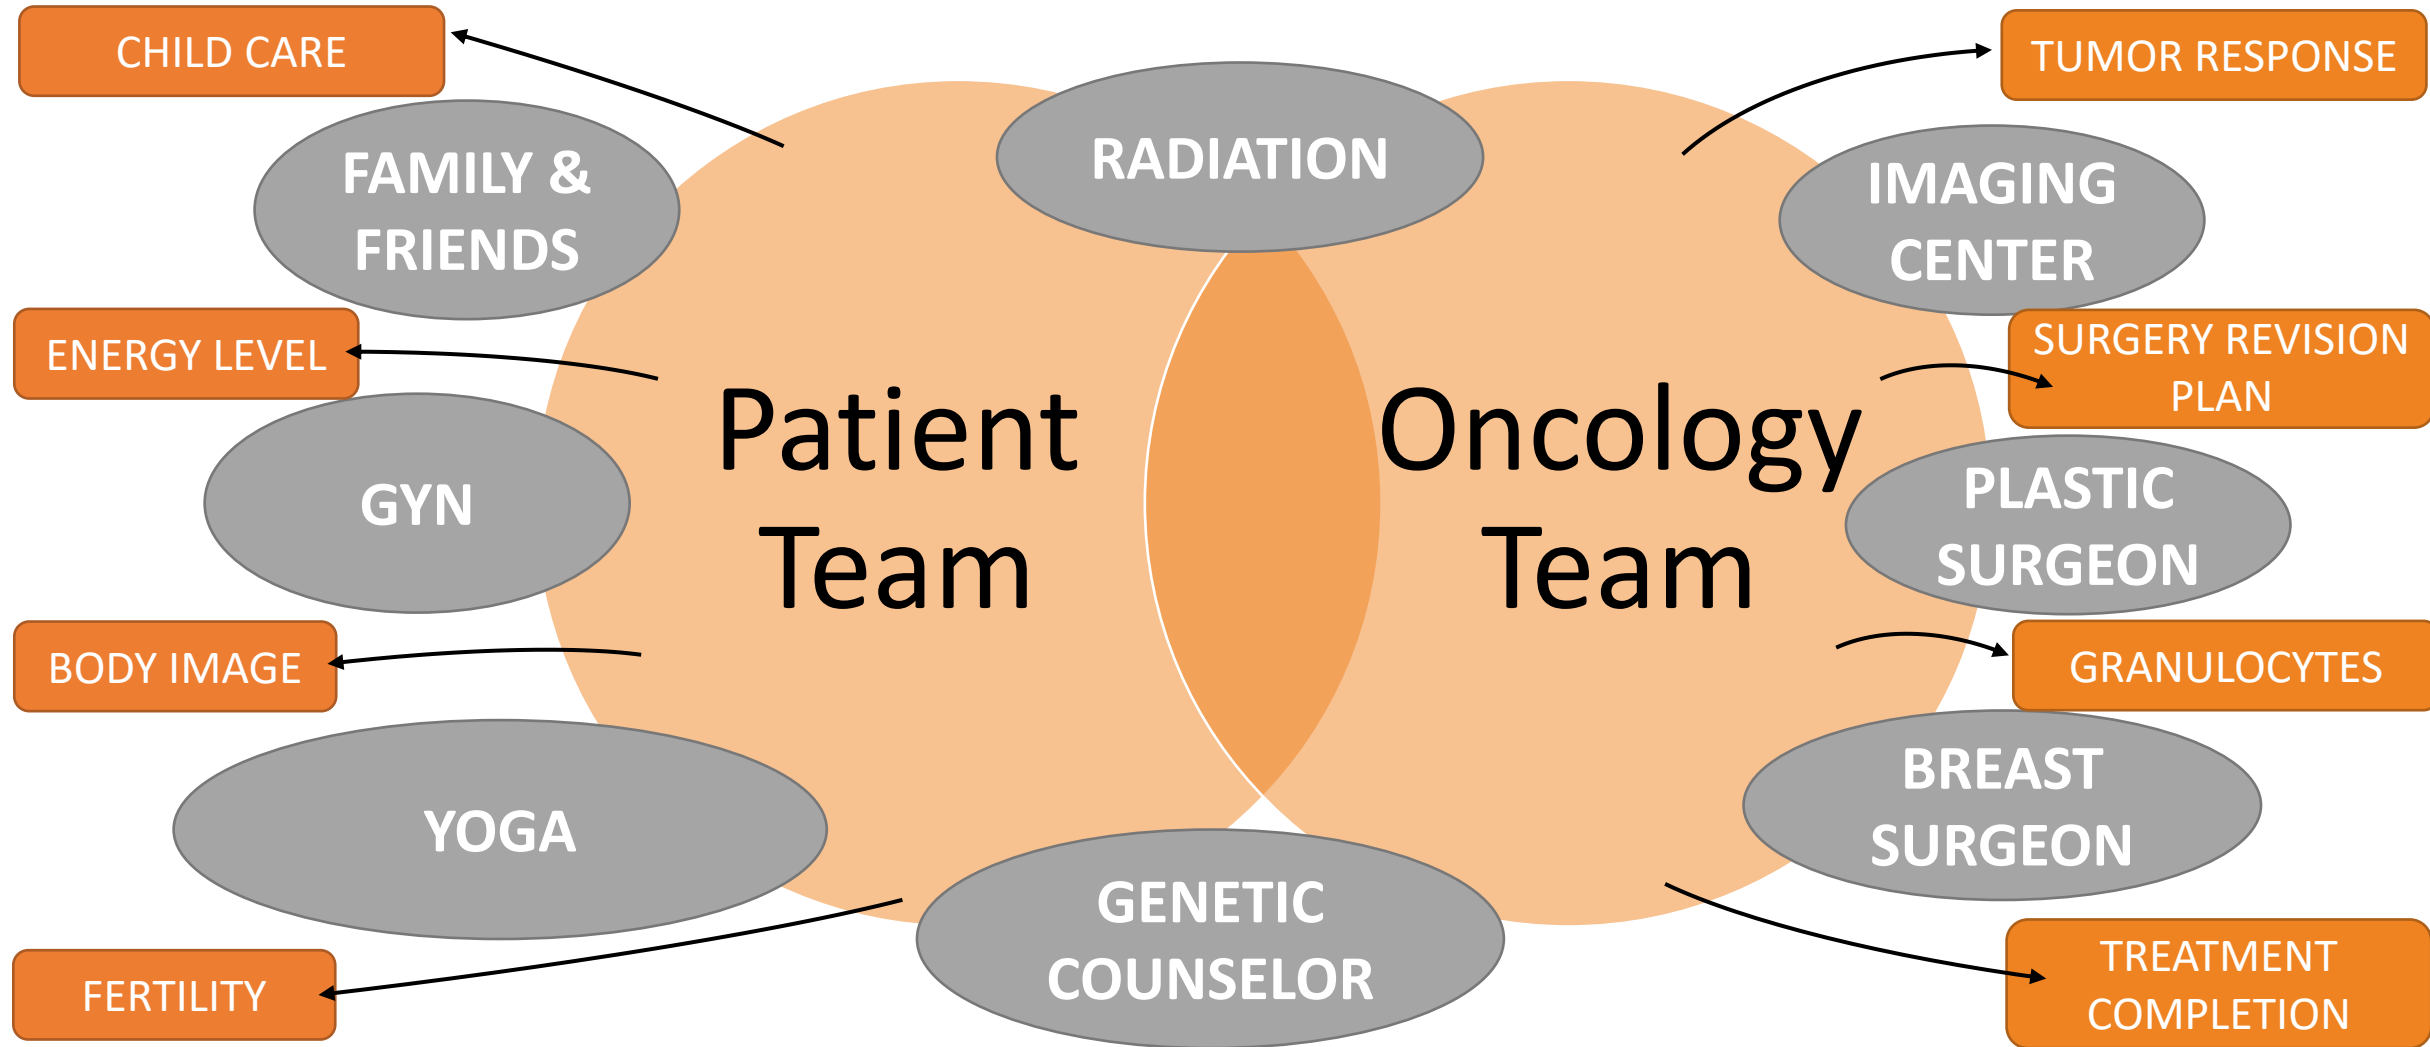 CHILD CARE
TUMOR RESPONSE
RADIATION
FAMILY &
FRIENDS
IMAGING
CENTER
ENERGY LEVEL
SURGERY REVISION
PLAN
Patient
Team
Oncology
Team
GYN
PLASTIC
SURGEON
BODY IMAGE
GRANULOCYTES
YOGA
BREAST
SURGEON
GENETIC
COUNSELOR
FERTILITY
TREATMENT
COMPLETION